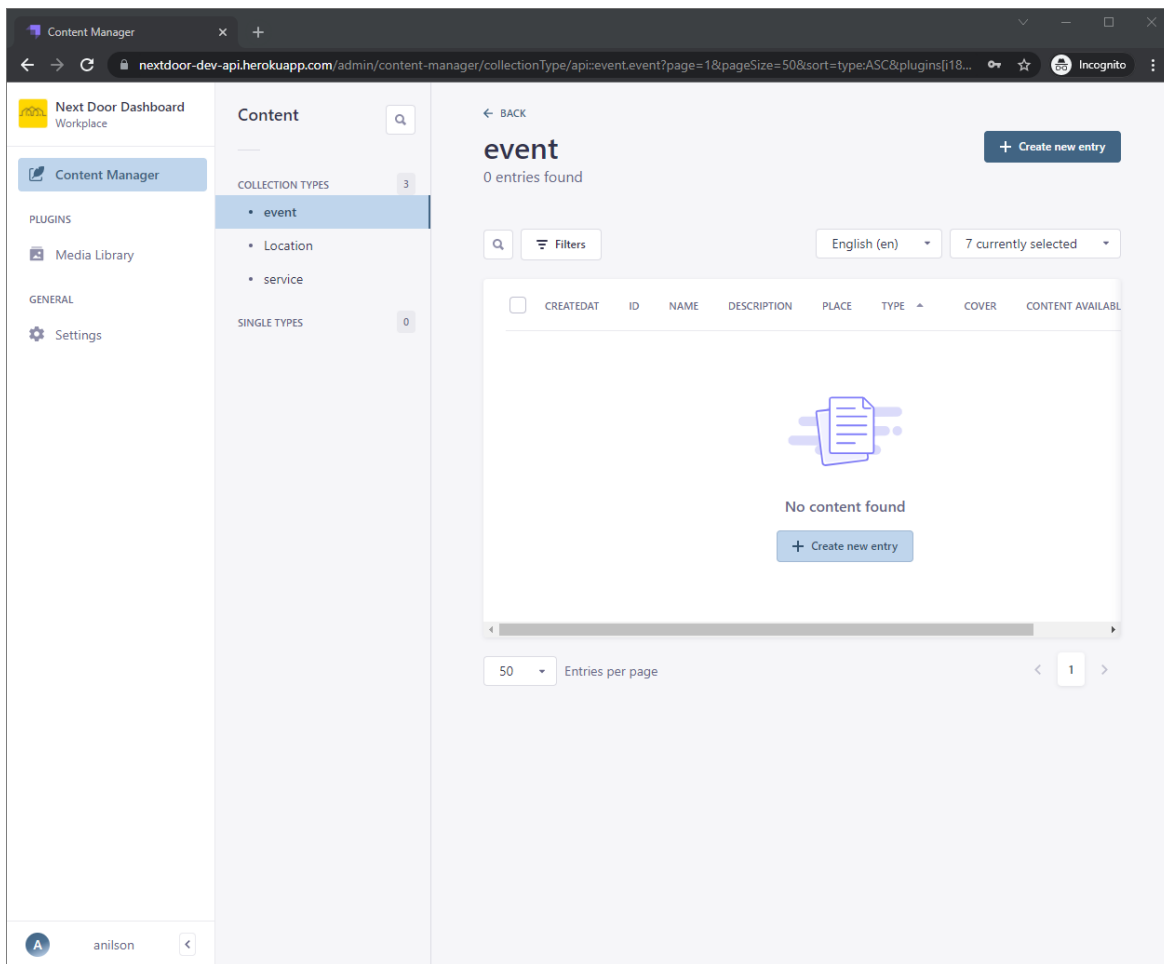 Content Manager
nextdoor-dev-api.herokuapp.com/admin/content-manager/collectionType/api::event.event?page=1&pageSize=50&sort=type:ASC&plugins[i18... Incognito
Next Door Dashboard
Workplace
Content Manager
PLUGINS
Media Library
GENERAL
Settings
A anilson
Content
COLLECTION TYPES 3
event
Location
service
SINGLE TYPES 0
BACK
event
0 entries found
+ Create new entry
Filters
English (en)
7 currently selected
CREATEDAT ID NAME DESCRIPTION PLACE TYPE COVER CONTENT AVAILABL
No content found
+ Create new entry
50 Entries per page
1